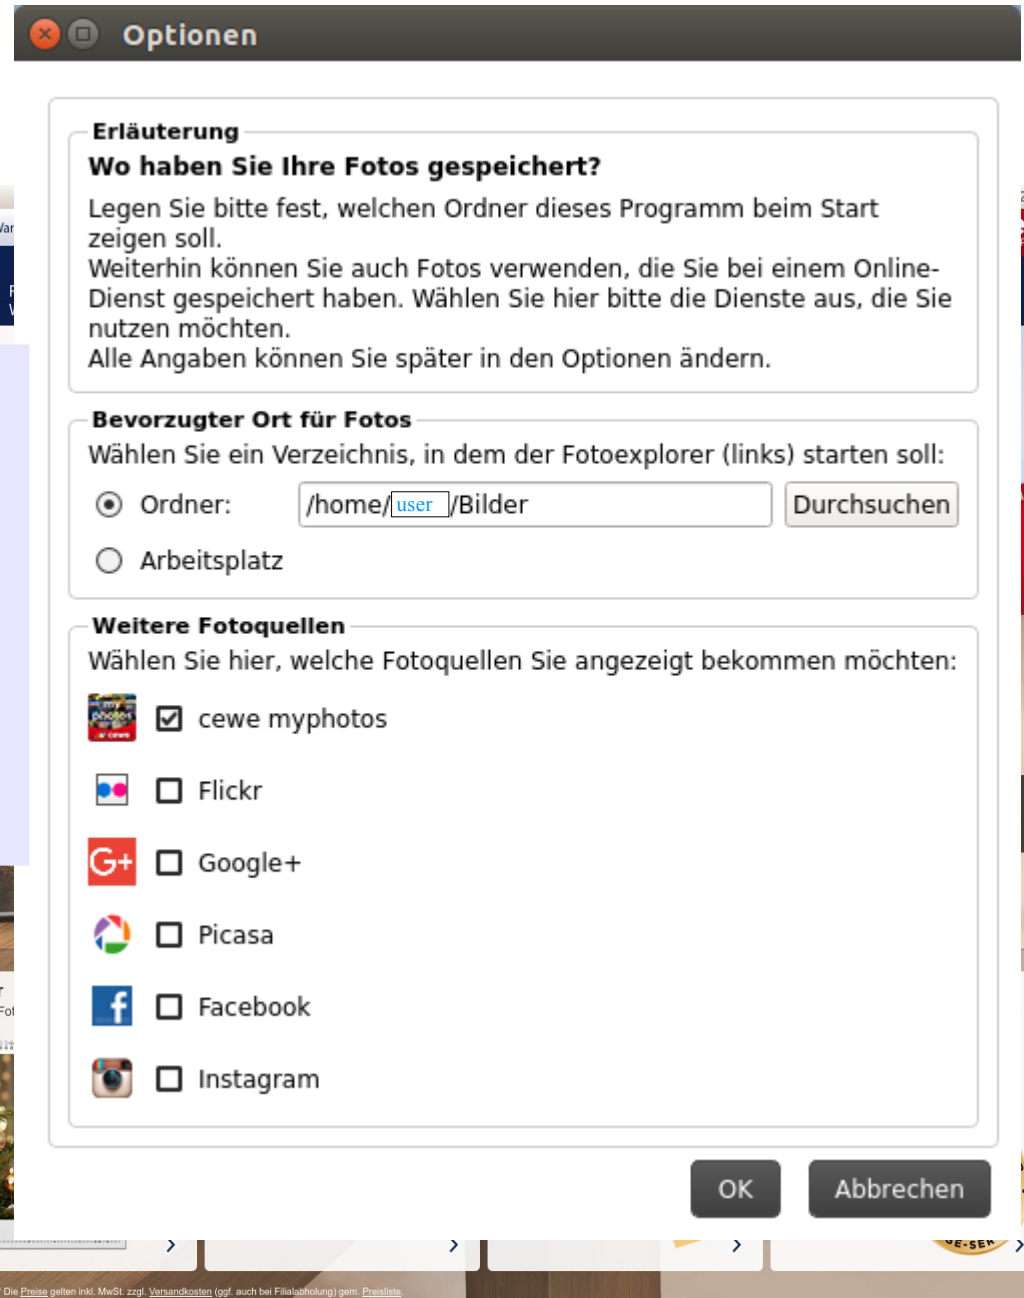 Optionen
Erläuterung
Wo haben Sie Ihre Fotos gespeichert?
Legen Sie bitte fest, welchen Ordner dieses Programm beim Start
zeigen soll.
Weiterhin können Sie auch Fotos verwenden, die Sie bei einem Online-
Dienst gespeichert haben. Wählen Sie hier bitte die Dienste aus, die Sie
nutzen möchten.
Alle Angaben können Sie später in den Optionen ändern.
Bevorzugter Ort für Fotos
Wählen Sie ein Verzeichnis, in dem der Fotoexplorer (links) starten soll:
Ordner: /home/user/Bilder Durchsuchen
Arbeitsplatz
Weitere Fotoquellen
Wählen Sie hier, welche Fotoquellen Sie angezeigt bekommen möchten:
my photos cewe cewe myphotos
Flickr
G+ Google+
Picasa
f Facebook
Instagram
OK Abbrechen
Die Preise gelten inkl. MwSt. zzgl. Versandkosten (ggf. auch bei Filialabholung) gem. Preisliste.